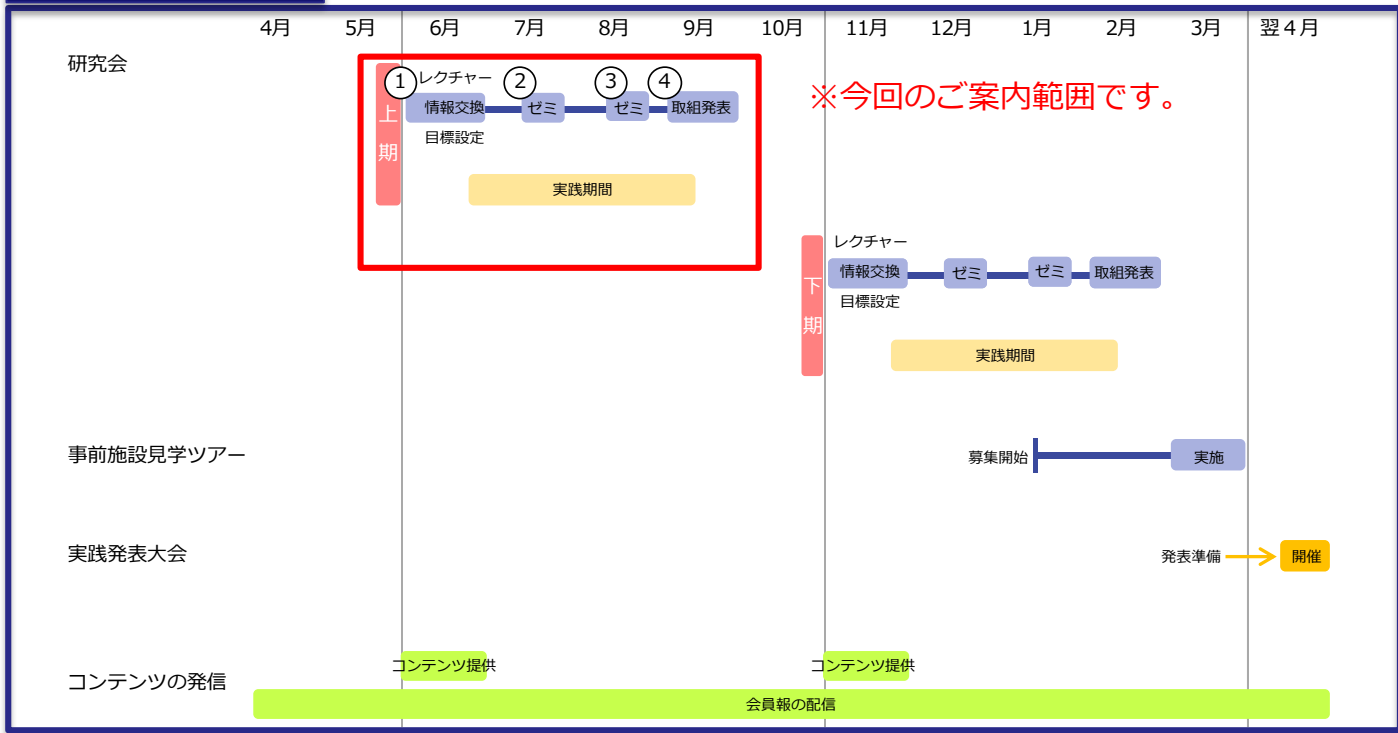 4月 5月 6月 7月 8月 9月 10月 11月 12月 1月 2月 3月 翌４月
研究会
上期
① レクチャー ② ③ ④
情報交換 ゼミ ゼミ 取組発表
目標設定
実践期間
※今回のご案内範囲です。
下期
レクチャー
情報交換 ゼミ ゼミ 取組発表
目標設定
実践期間
事前施設見学ツアー
募集開始 実施
実践発表大会
発表準備 開催
コンテンツの発信
コンテンツ提供 コンテンツ提供
会員報の配信